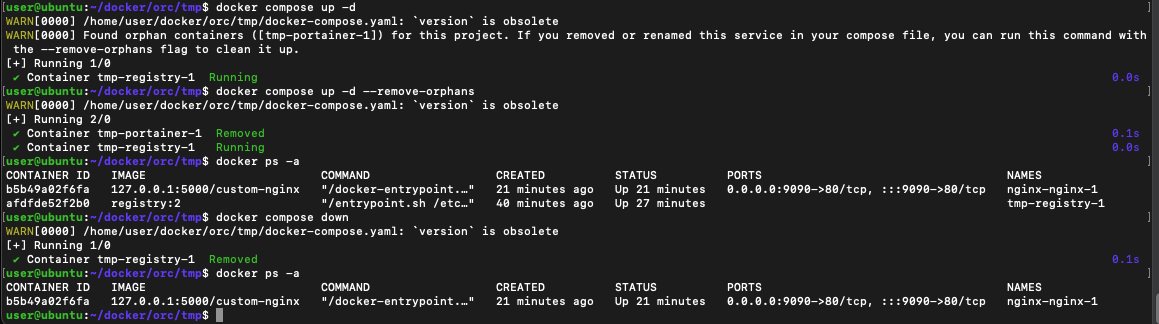 [user@ubuntu:~/docker/orc/tmp$ docker compose up -d ]
WARN[0000] /home/user/docker/orc/tmp/docker-compose.yaml: `version` is obsolete
WARN[0000] Found orphan containers ([tmp-portainer-1]) for this project. If you removed or renamed this service in your compose file, you can run this command with
the --remove-orphans flag to clean it up.
[+] Running 1/0
✔ Container tmp-registry-1 Running 0.0s
[user@ubuntu:~/docker/orc/tmp$ docker compose up -d --remove-orphans ]
WARN[0000] /home/user/docker/orc/tmp/docker-compose.yaml: `version` is obsolete
[+] Running 2/0
✔ Container tmp-portainer-1 Removed 0.1s
✔ Container tmp-registry-1 Running 0.0s
[user@ubuntu:~/docker/orc/tmp$ docker ps -a ]
CONTAINER ID IMAGE COMMAND CREATED STATUS PORTS NAMES
b5b49a02f6fa 127.0.0.1:5000/custom-nginx "/docker-entrypoint.…" 21 minutes ago Up 21 minutes 0.0.0.0:9090->80/tcp, :::9090->80/tcp nginx-nginx-1
afdfde52f2b0 registry:2 "/entrypoint.sh /etc…" 40 minutes ago Up 27 minutes tmp-registry-1
[user@ubuntu:~/docker/orc/tmp$ docker compose down ]
WARN[0000] /home/user/docker/orc/tmp/docker-compose.yaml: `version` is obsolete
[+] Running 1/0
✔ Container tmp-registry-1 Removed 0.1s
[user@ubuntu:~/docker/orc/tmp$ docker ps -a ]
CONTAINER ID IMAGE COMMAND CREATED STATUS PORTS NAMES
b5b49a02f6fa 127.0.0.1:5000/custom-nginx "/docker-entrypoint.…" 21 minutes ago Up 21 minutes 0.0.0.0:9090->80/tcp, :::9090->80/tcp nginx-nginx-1
user@ubuntu:~/docker/orc/tmp$